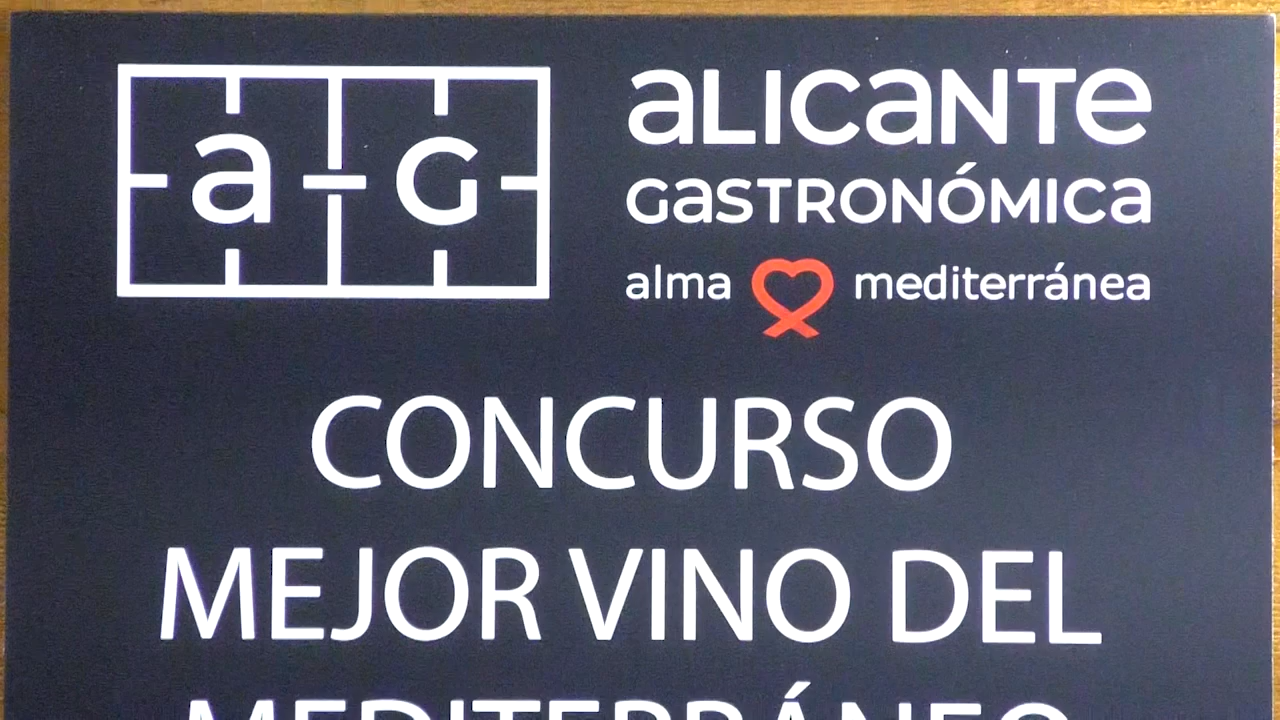 a G
aLICaNTe
GaSTRONÓMICa
alma mediterránea
CONCURSO
MEJOR VINO DEL
MEDITERRÁNEO